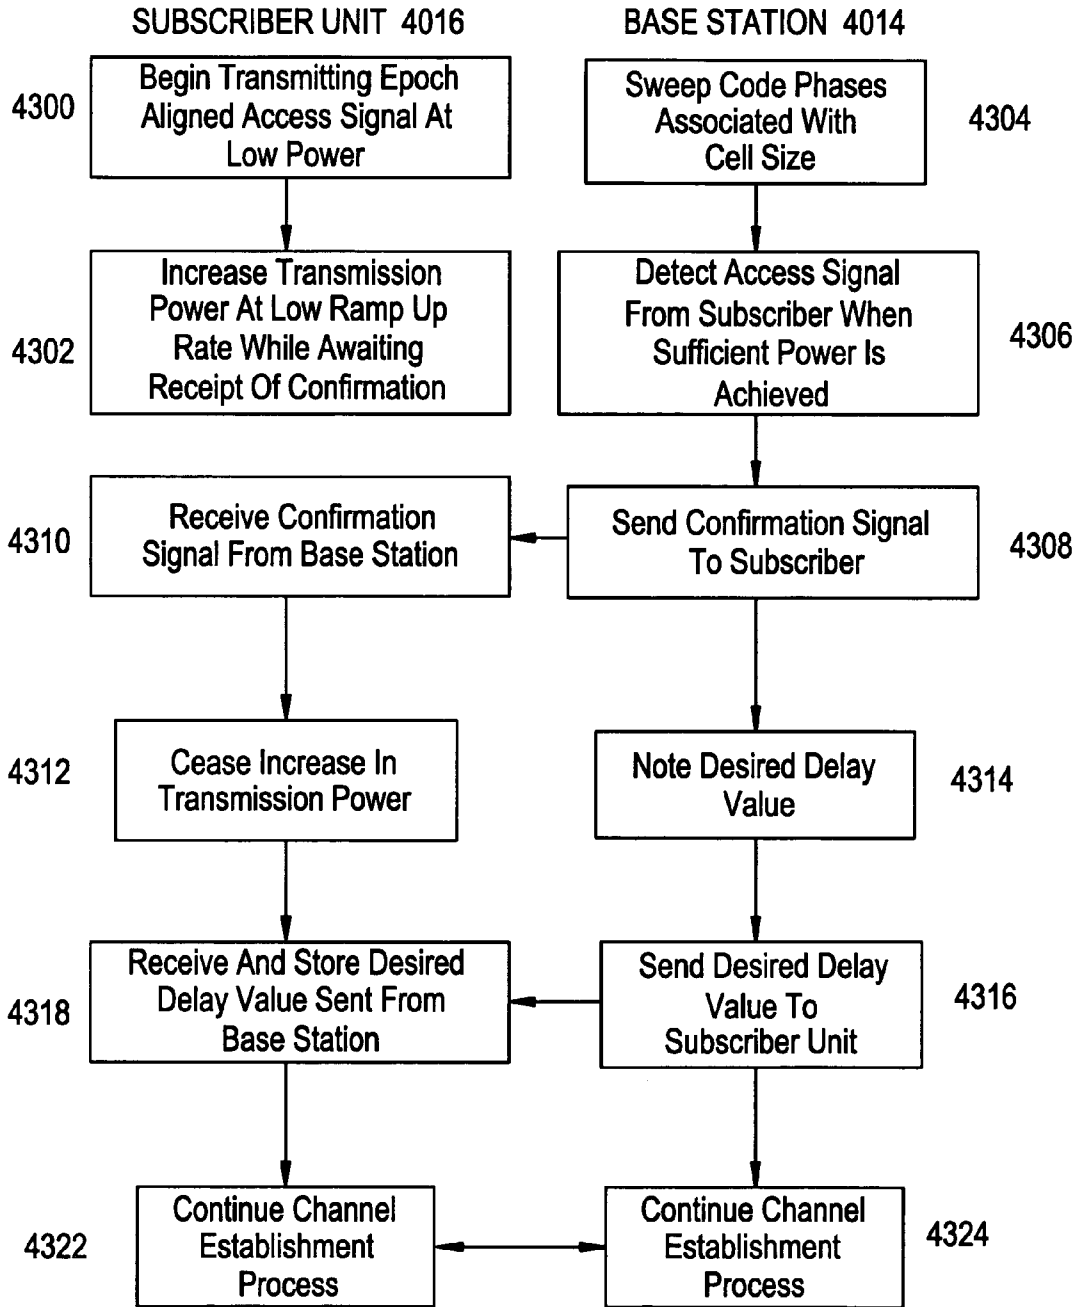 SUBSCRIBER UNIT 4016
BASE STATION 4014
4300
Begin Transmitting Epoch
Aligned Access Signal At
Low Power
Sweep Code Phases
Associated With
Cell Size
4304
4302
Increase Transmission
Power At Low Ramp Up
Rate While Awaiting
Receipt Of Confirmation
Detect Access Signal
From Subscriber When
Sufficient Power Is
Achieved
4306
4310
Receive Confirmation
Signal From Base Station
Send Confirmation Signal
To Subscriber
4308
4312
Cease Increase In
Transmission Power
Note Desired Delay
Value
4314
4318
Receive And Store Desired
Delay Value Sent From
Base Station
Send Desired Delay
Value To
Subscriber Unit
4316
4322
Continue Channel
Establishment
Process
Continue Channel
Establishment
Process
4324